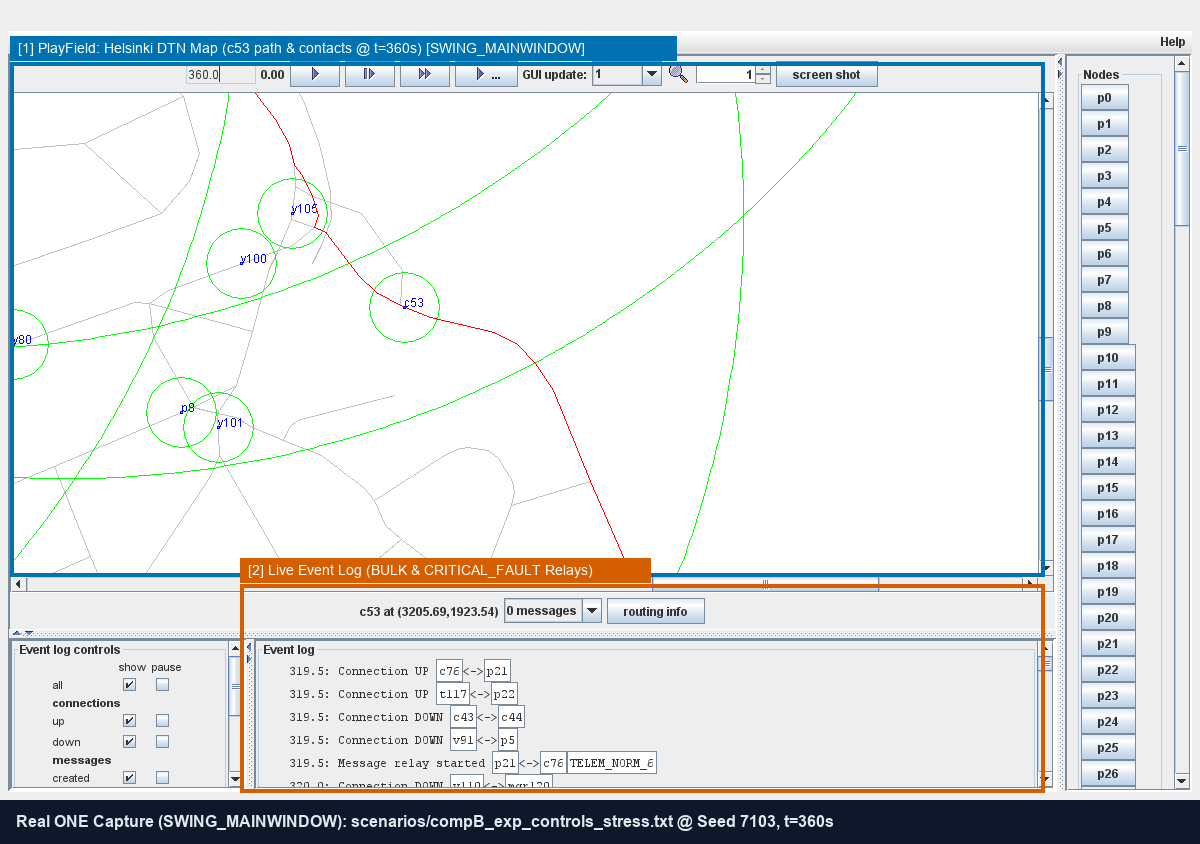 [1] PlayField: Helsinki DTN Map (c53 path & contacts @ t=360s) [SWING_MAINWINDOW]
Help
360.0 0.00 ... GUI update: 1 1 screen shot
Nodes
p0
p1
p2
p3
p4
p5
p6
p7
p8
p9
p10
p11
p12
p13
p14
p15
p16
p17
p18
p19
p20
p21
p22
p23
p24
p25
p26
y105
y100
c53
y80
p8
y101
[2] Live Event Log (BULK & CRITICAL_FAULT Relays)
c53 at (3205.69,1923.54) 0 messages routing info
Event log controls
show pause
all
connections
up
down
messages
created
Event log
319.5: Connection UP c76<->p21
319.5: Connection UP t117<->p22
319.5: Connection DOWN c43<->c44
319.5: Connection DOWN v91<->p5
319.5: Message relay started p21<->c76 TELEM_NORM_6
320.0: Connection DOWN
Real ONE Capture (SWING_MAINWINDOW): scenarios/compB_exp_controls_stress.txt @ Seed 7103, t=360s